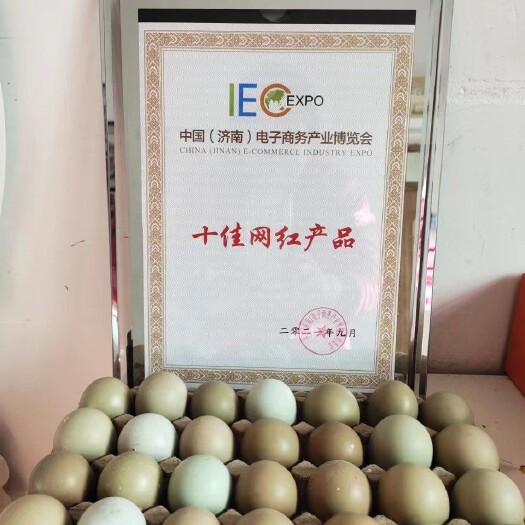 IEC EXPO
中国(济南)电子商务产业博览会
CHINA (JINAN) E-COMMERCE INDUSTRY EXPO
十佳网红产品
二零二 年九月